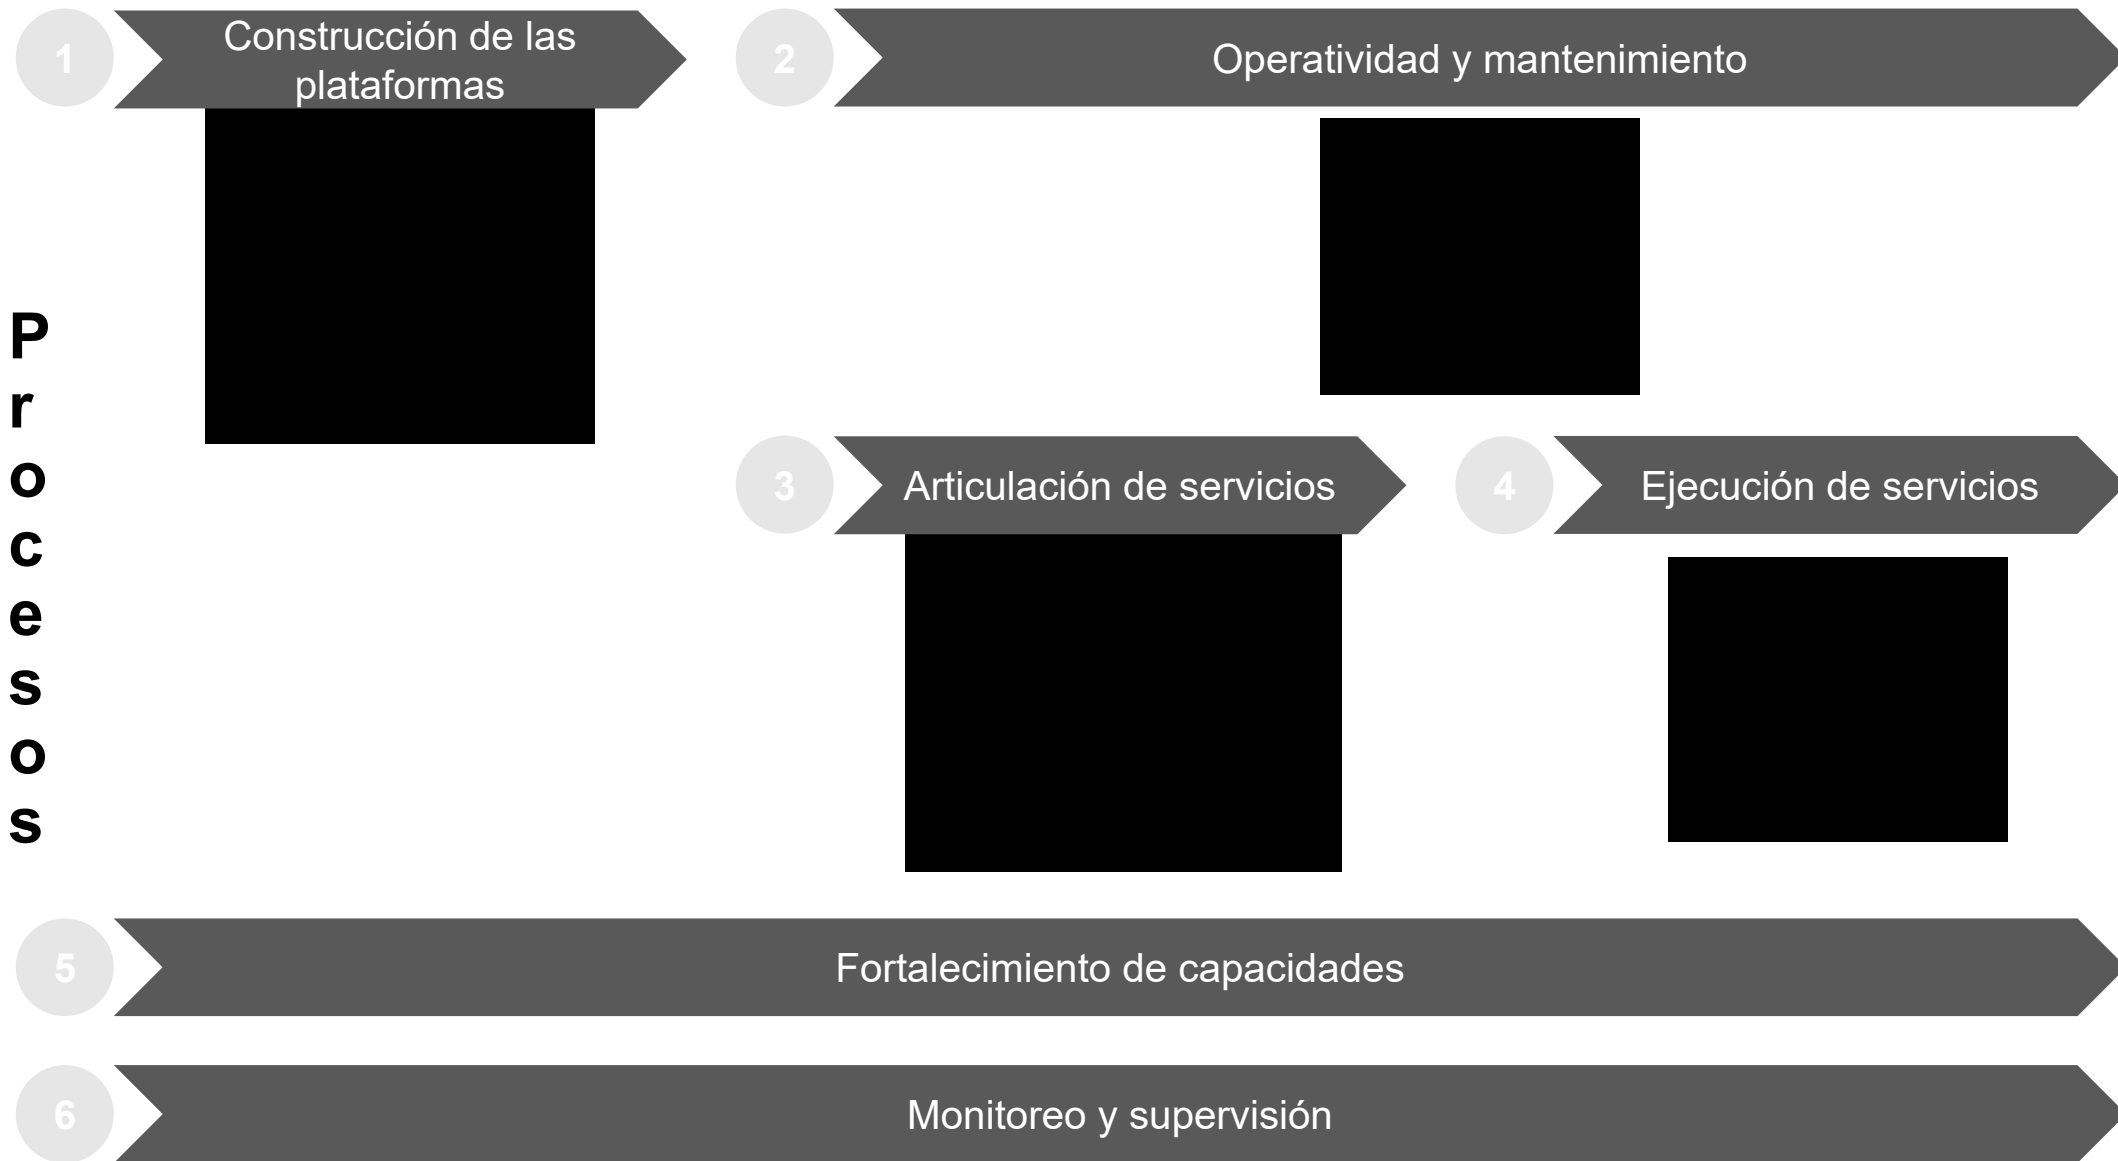 1
Construcción de las
plataformas
2
Operatividad y mantenimiento
Procesos
3
Articulación de servicios
4
Ejecución de servicios
5
Fortalecimiento de capacidades
6
Monitoreo y supervisión